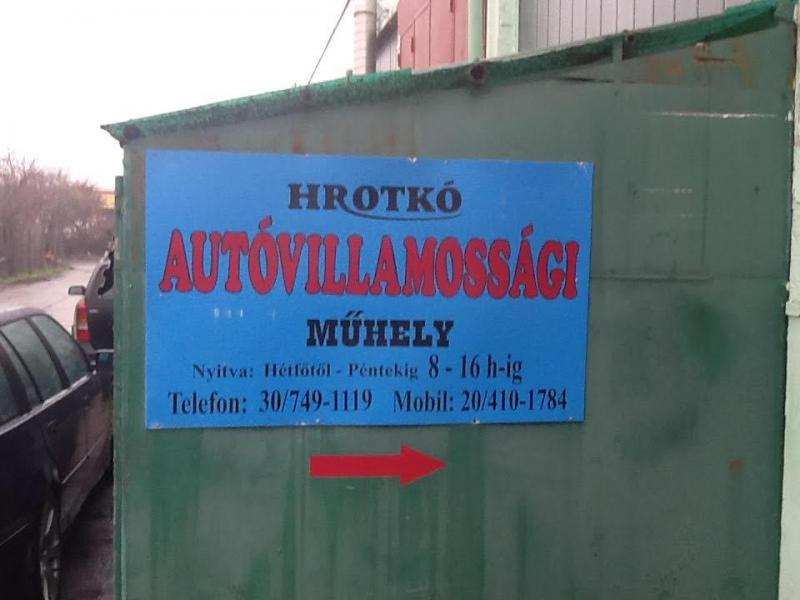 HROTKÓ
AUTÓVILLAMOSSÁGI
MŰHELY
Nyitva: Hétfőtől - Péntekig 8 - 16 h-ig
Telefon: 30/749-1119 Mobil: 20/410-1784